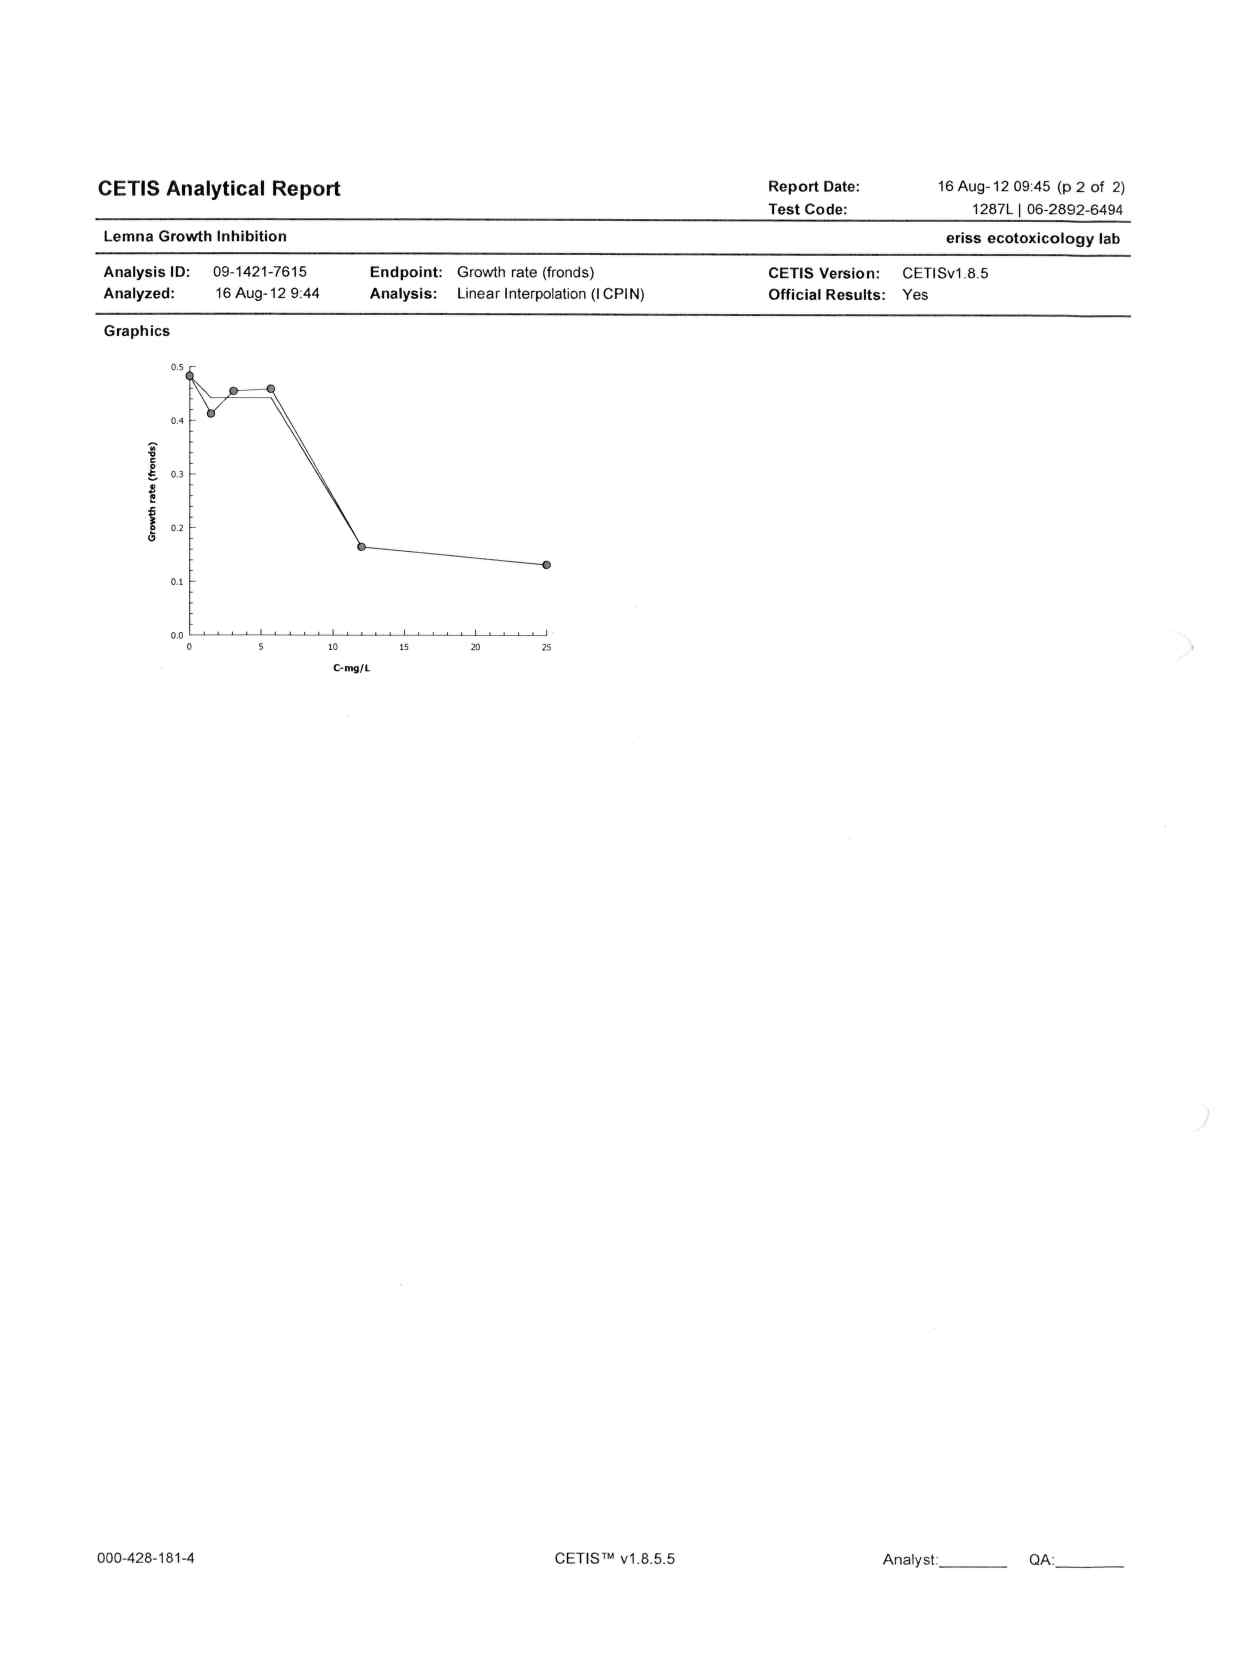 CETIS Analytical Report
Report Date: 16 Aug-12 09:45 (p 2 of 2)
Test Code: 1287L | 06-2892-6494
Lemna Growth Inhibition eriss ecotoxicology lab
Analysis ID: 09-1421-7615 Endpoint: Growth rate (fronds) CETIS Version: CETISv1.8.5
Analyzed: 16 Aug-12 9:44 Analysis: Linear Interpolation (ICPIN) Official Results: Yes
Graphics
0.5
0.4
0.3
0.2
0.1
0.0
Growth rate (fronds)
0 5 10 15 20 25
C-mg/L
000-428-181-4 CETIS™ v1.8.5.5 Analyst:________ QA:________